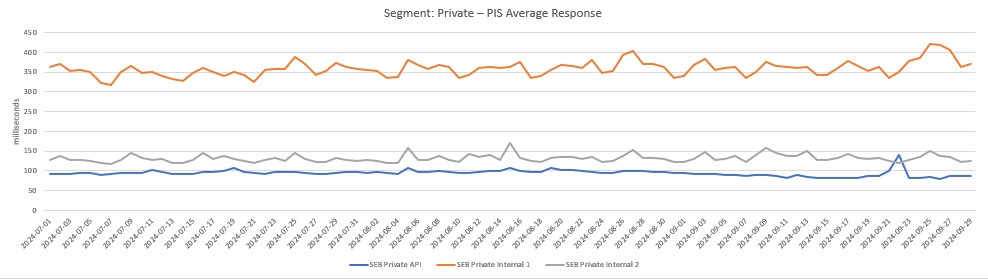 Segment: Private – PIS Average Response
450
400
350
300
250
200
150
100
50
0
milliseconds
2024-07-01 2024-07-03 2024-07-05 2024-07-07 2024-07-09 2024-07-11 2024-07-13 2024-07-15 2024-07-17 2024-07-19 2024-07-21 2024-07-23 2024-07-25 2024-07-27 2024-07-29 2024-07-31 2024-08-02 2024-08-04 2024-08-06 2024-08-08 2024-08-10 2024-08-12 2024-08-14 2024-08-16 2024-08-18 2024-08-20 2024-08-22 2024-08-24 2024-08-26 2024-08-28 2024-08-30 2024-09-01 2024-09-03 2024-09-05 2024-09-07 2024-09-09 2024-09-11 2024-09-13 2024-09-15 2024-09-17 2024-09-19 2024-09-21 2024-09-23 2024-09-25 2024-09-27 2024-09-29
SEB Private API SEB Private Internal 1 SEB Private Internal 2